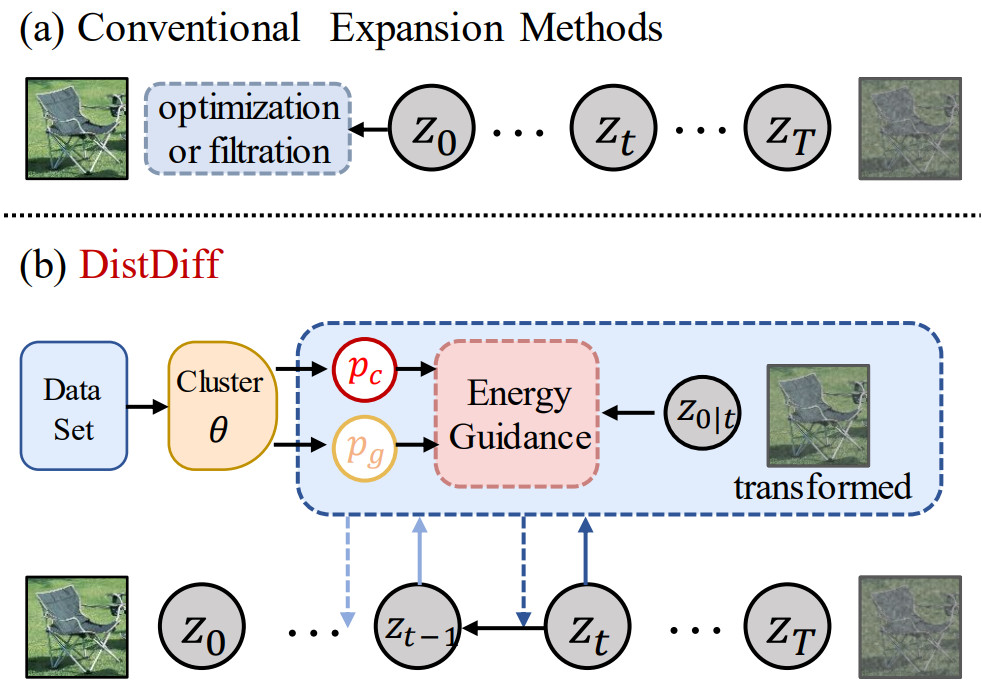 (a) Conventional Expansion Methods
optimization
or filtration
z_0
...
z_t
...
z_T
(b) DistDiff
Data
Set
Cluster
θ
p_c
p_g
Energy
Guidance
z_{0|t}
transformed
z_0
...
z_{t-1}
z_t
...
z_T